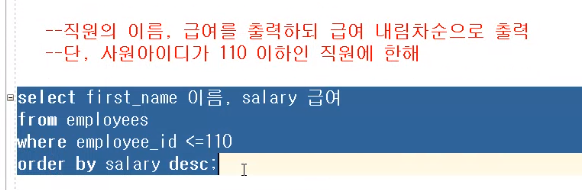 --직원의 이름, 급여를 출력하되 급여 내림차순으로 출력
--단, 사원아이디가 110 이하인 직원에 한해
select first_name 이름, salary 급여
from employees
where employee_id <=110
order by salary desc;